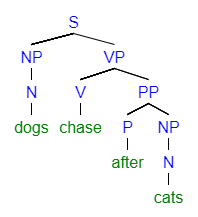 S
NP VP
N V PP
dogs chase P NP
after N
cats